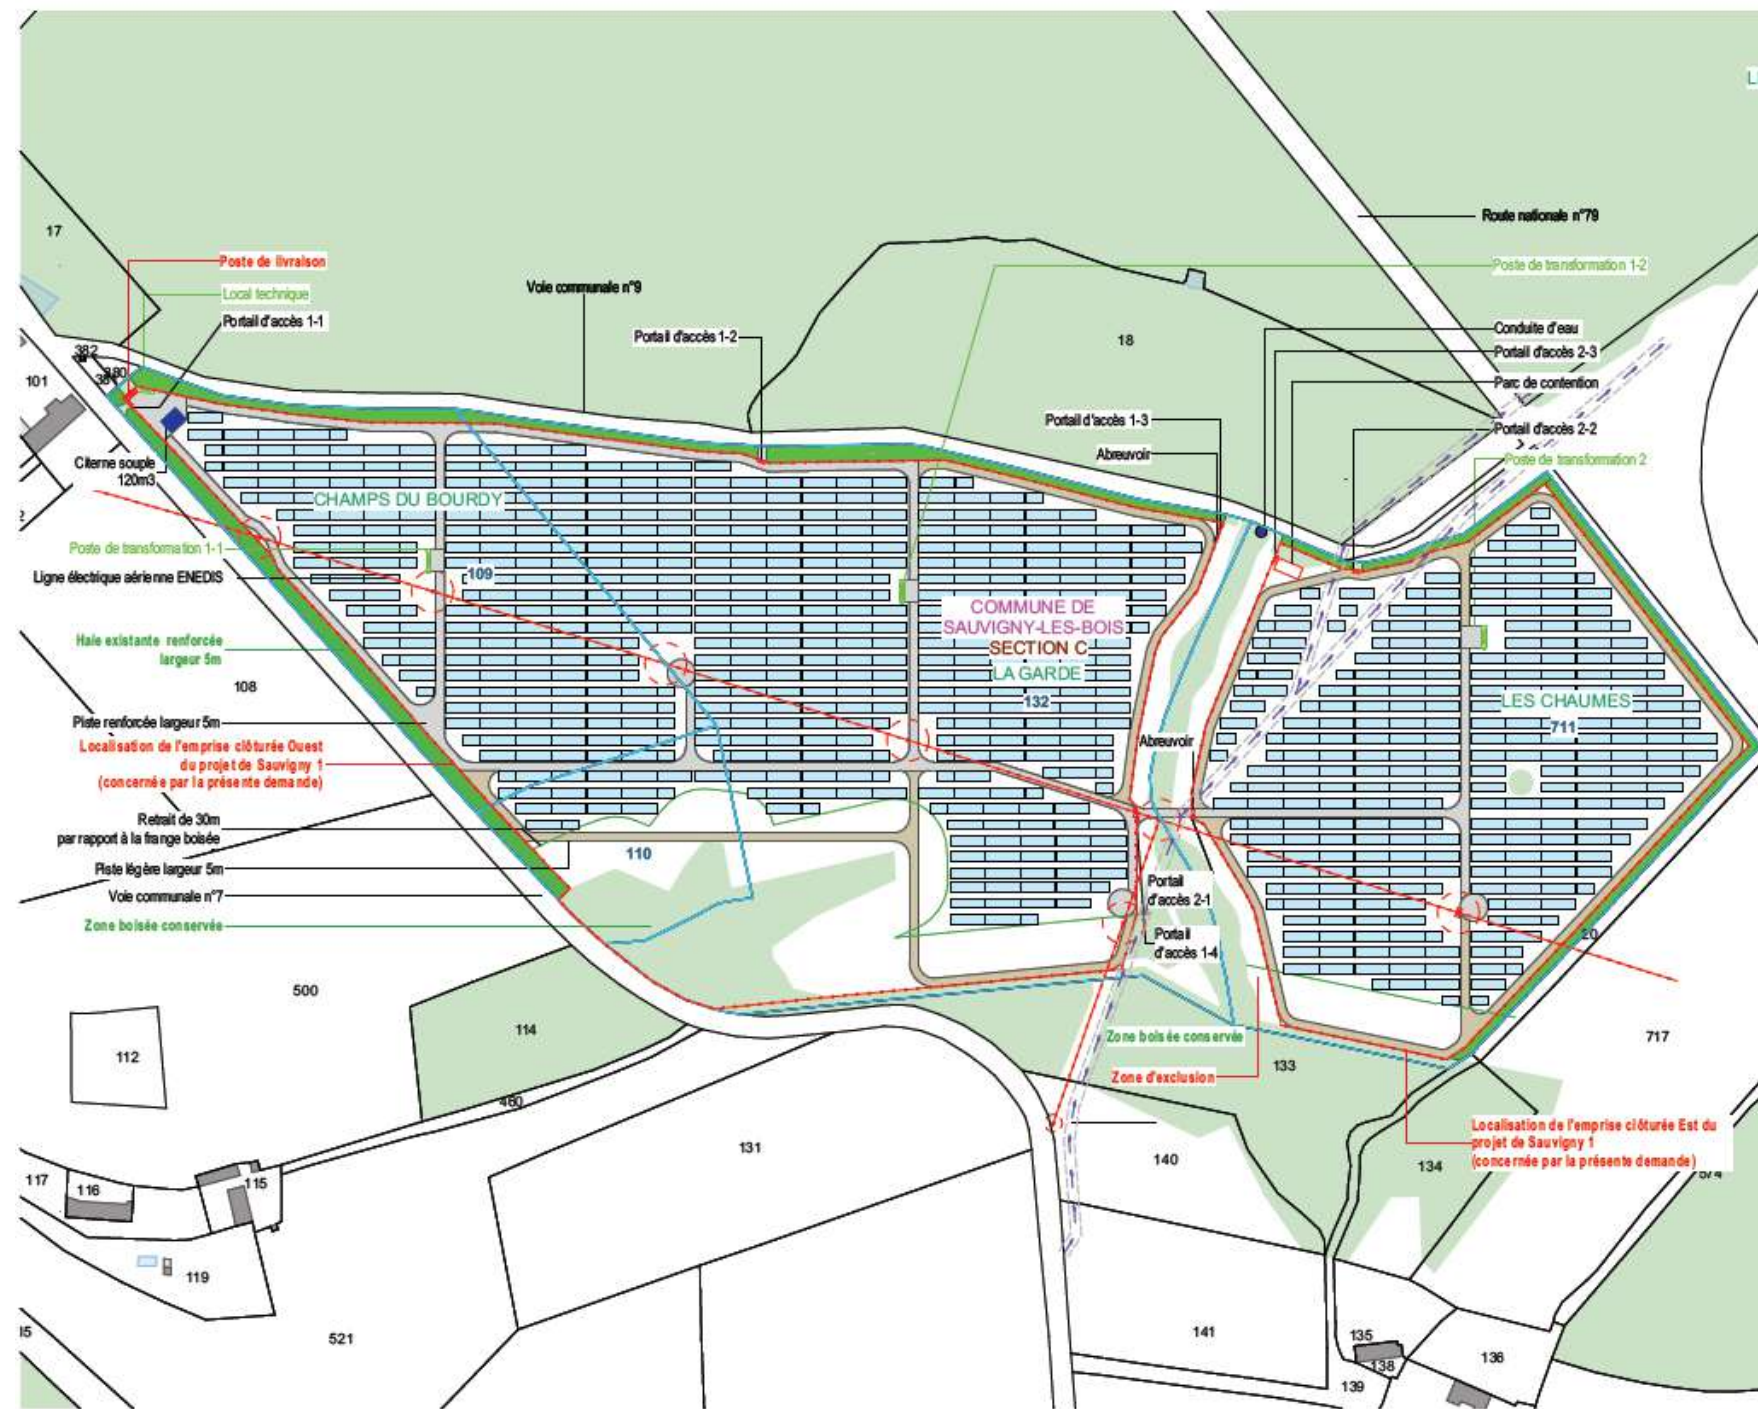 L
Route nationale n°79
17
Poste de livraison
Poste de transformation 1-2
Local technique
Voie communale n°9
Portail d'accès 1-1
Conduite d'eau
Portail d'accès 1-2
18
Portail d'accès 2-3
382
380
101
Parc de contention
Portail d'accès 1-3
Portail d'accès 2-2
Abreuvoir
Citerne souple
120m3
Poste de transformation 2
CHAMPS DU BOURDY
Poste de transformation 1-1
Ligne électrique aérienne ENEDIS
109
COMMUNE DE
SAUVIGNY-LES-BOIS
SECTION C
LA GARDE
132
Haie existante renforcée
largeur 5m
108
LES CHAUMES
711
Piste renforcée largeur 5m
Localisation de l'emprise clôturée Ouest
du projet de Sauvigny 1
(concernée par la présente demande)
Abreuvoir
Retrait de 30m
par rapport à la frange boisée
110
Piste légère largeur 5m
Voie communale n°7
Portail
d'accès 2-1
Zone boisée conservée
Portail
d'accès 1-4
20
500
114
112
Zone boisée conservée
717
133
Zone d'exclusion
460
131
Localisation de l'emprise clôturée Est du
projet de Sauvigny 1
(concernée par la présente demande)
140
134
574
117
116
115
119
521
141
135
136
138
139